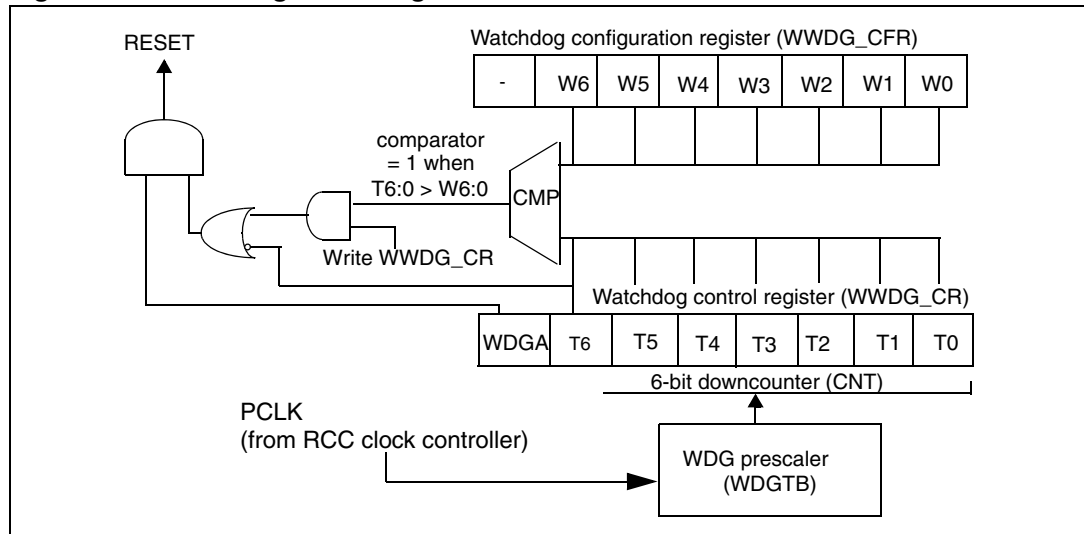 RESET
Watchdog configuration register (WWDG_CFR)
- W6 W5 W4 W3 W2 W1 W0
comparator
= 1 when
T6:0 > W6:0
CMP
Write WWDG_CR
Watchdog control register (WWDG_CR)
WDGA T6 T5 T4 T3 T2 T1 T0
6-bit downcounter (CNT)
PCLK
(from RCC clock controller)
WDG prescaler
(WDGTB)